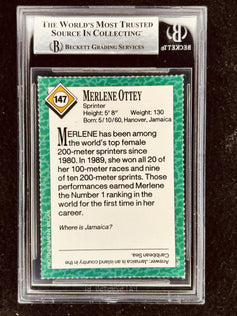 THE WORLD'S MOST TRUSTED
SOURCE IN COLLECTING™
BECKETT GRADING SERVICES
BECKETT
147
MERLENE OTTEY
Sprinter
Height: 5' 8" Weight: 130
Born: 5/10/60, Hanover, Jamaica
MERLENE has been among
the world's top female
200-meter sprinters since
1980. In 1989, she won all 20 of
her 100-meter races and nine
of ten 200-meter sprints. Those
performances earned Merlene
the Number 1 ranking in the
world for the first time in her
career.
Where is Jamaica?
Answer: Jamaica is an island country in the
Caribbean Sea.